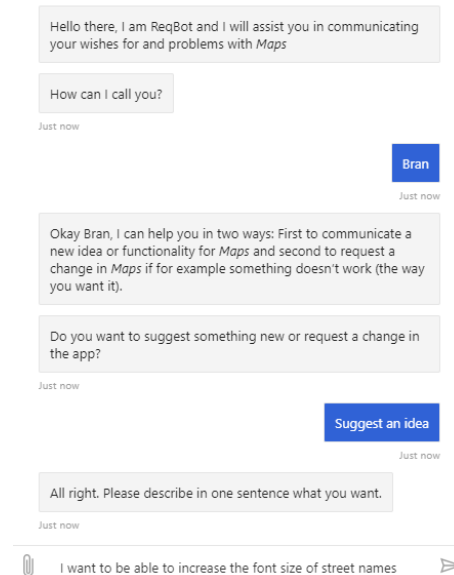 Hello there, I am ReqBot and I will assist you in communicating
your wishes for and problems with Maps
How can I call you?
Just now
Bran
Just now
Okay Bran, I can help you in two ways: First to communicate a
new idea or functionality for Maps and second to request a
change in Maps if for example something doesn't work (the way
you want it).
Do you want to suggest something new or request a change in
the app?
Just now
Suggest an idea
Just now
All right. Please describe in one sentence what you want.
Just now
I want to be able to increase the font size of street names